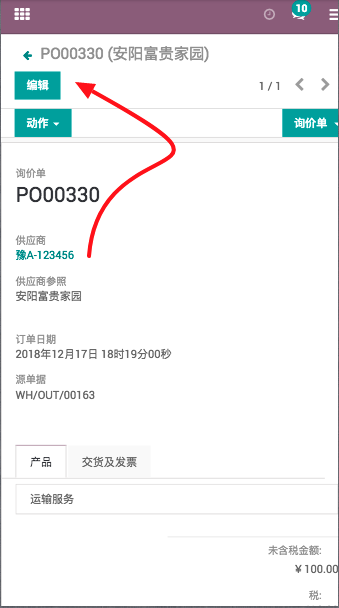 10
PO00330 (安阳富贵家园)
编辑
1 / 1
动作
询价单
询价单
PO00330
供应商
豫A-123456
供应商参照
安阳富贵家园
订单日期
2018年12月17日 18时19分00秒
源单据
WH/OUT/00163
产品
交货及发票
运输服务
未含税金额:
¥ 100.00
税: